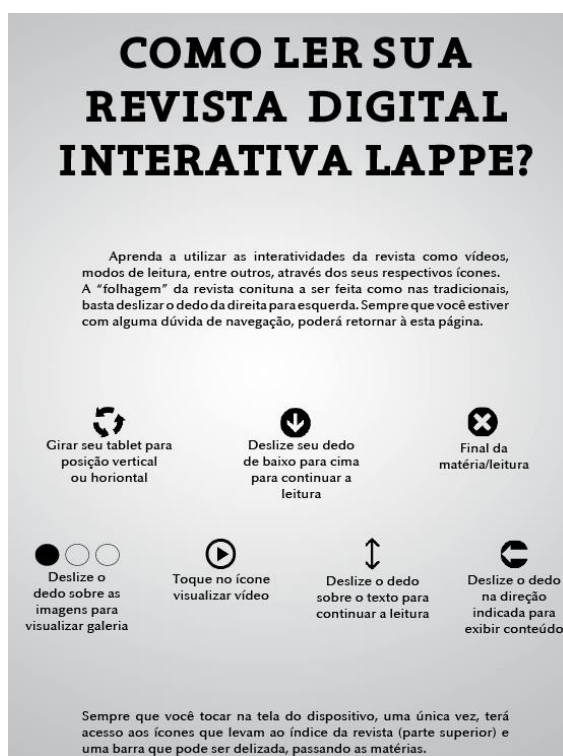 COMO LER SUA
REVISTA DIGITAL
INTERATIVA LAPPE?
Aprenda a utilizar as interatividades da revista como vídeos,
modos de leitura, entre outros, através dos seus respectivos ícones.
A “folhagem” da revista conituna a ser feita como nas tradicionais,
basta deslizar o dedo da direita para esquerda. Sempre que você estiver
com alguma dúvida de navegação, poderá retornar à esta página.
Girar seu tablet para
posição vertical
ou horiontal
Deslize seu dedo
de baixo para cima
para continuar a
leitura
Final da
matéria/leitura
Deslize o
dedo sobre as
imagens para
visualizar galeria
Toque no ícone
visualizar vídeo
Deslize o dedo
sobre o texto para
continuar a leitura
Deslize o dedo
na direção
indicada para
exibir conteúdo
Sempre que você tocar na tela do dispositivo, uma única vez, terá
acesso aos ícones que levam ao índice da revista (parte superior) e
uma barra que pode ser delizada, passando as matérias.